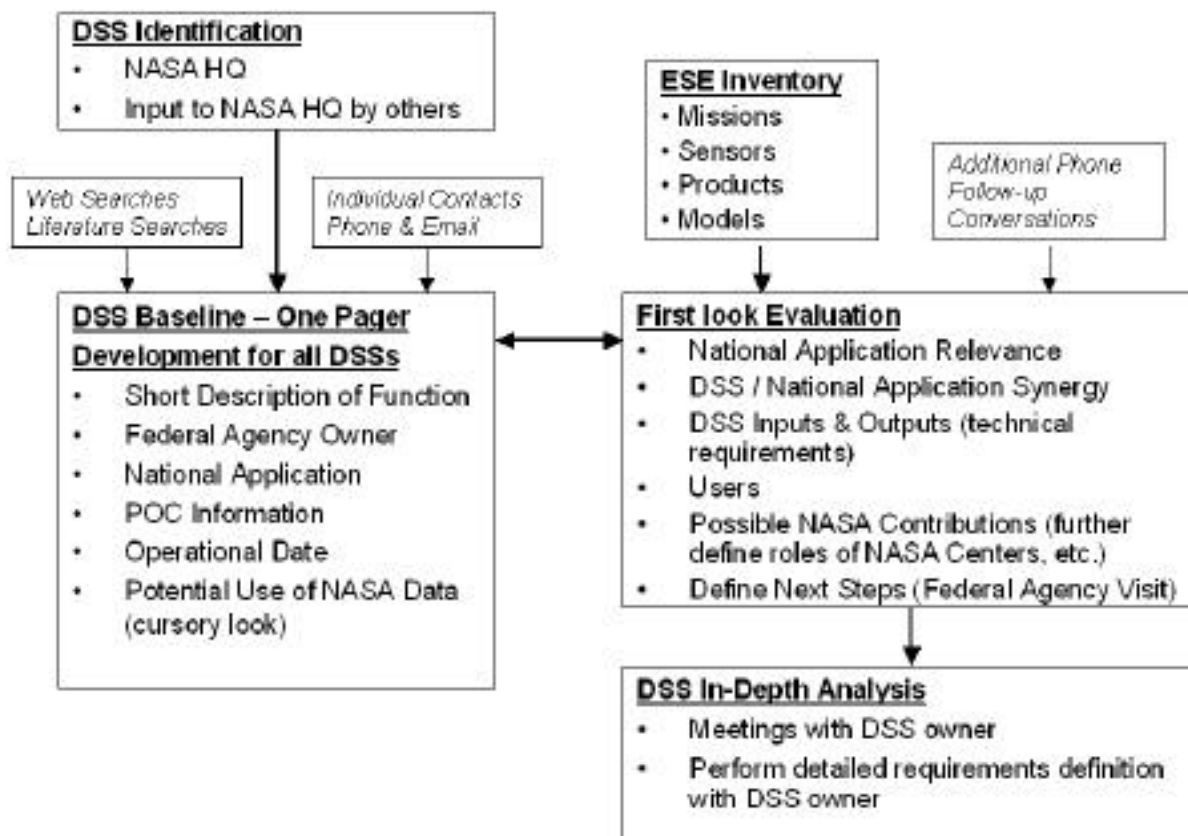 DSS Identification
• NASA HQ
• Input to NASA HQ by others
ESE Inventory
• Missions
• Sensors
• Products
• Models
Web Searches
Literature Searches
Individual Contacts
Phone & Email
Additional Phone
Follow-up
Conversations
DSS Baseline – One Pager
Development for all DSSs
• Short Description of Function
• Federal Agency Owner
• National Application
• POC Information
• Operational Date
• Potential Use of NASA Data
(cursory look)
First look Evaluation
• National Application Relevance
• DSS / National Application Synergy
• DSS Inputs & Outputs (technical
requirements)
• Users
• Possible NASA Contributions (further
define roles of NASA Centers, etc.)
• Define Next Steps (Federal Agency Visit)
DSS In-Depth Analysis
• Meetings with DSS owner
• Perform detailed requirements definition
with DSS owner